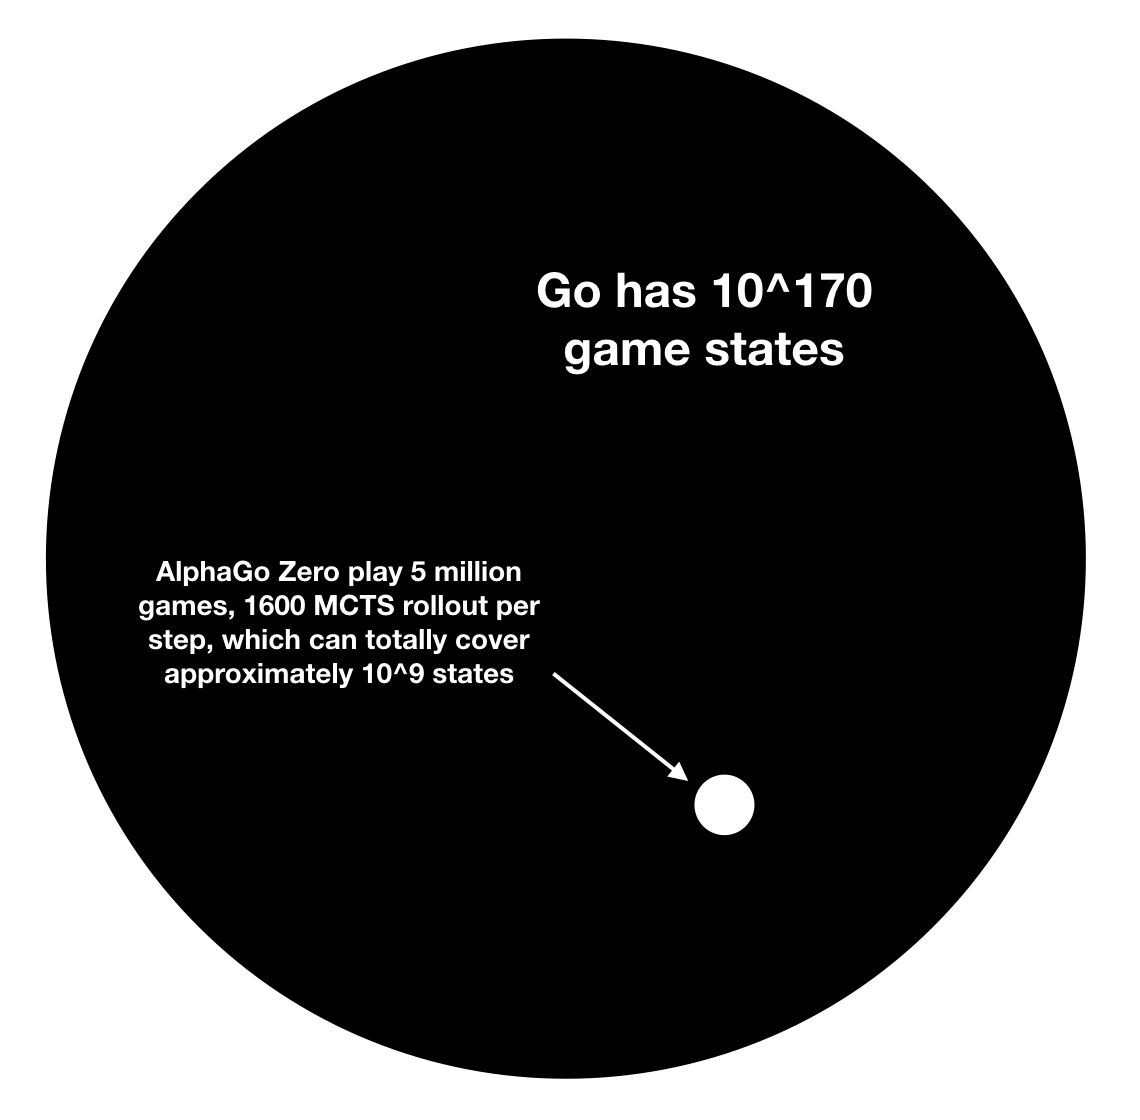 Go has 10^170
game states
AlphaGo Zero play 5 million
games, 1600 MCTS rollout per
step, which can totally cover
approximately 10^9 states